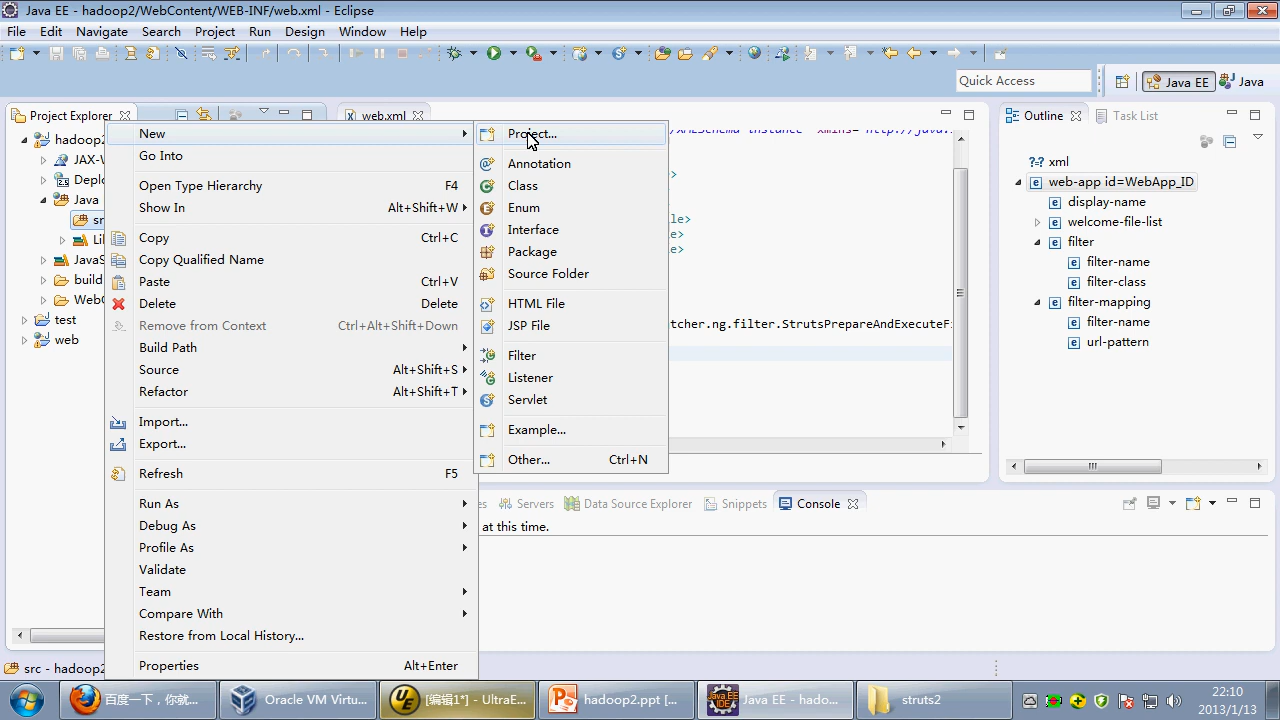 Java EE - hadoop2/WebContent/WEB-INF/web.xml - Eclipse
File Edit Navigate Search Project Run Design Window Help
Quick Access
Java EE
Java
Project Explorer
web.xml
Outline
Task List
hadoop
JAX-W
Deplo
Java
sr
Li
JavaS
build
WebC
test
web
New
Go Into
Open Type Hierarchy F4
Show In Alt+Shift+W
Copy Ctrl+C
Copy Qualified Name
Paste Ctrl+V
Delete Delete
Remove from Context Ctrl+Alt+Shift+Down
Build Path
Source Alt+Shift+S
Refactor Alt+Shift+T
Import...
Export...
Refresh F5
Run As
Debug As
Profile As
Validate
Team
Compare With
Restore from Local History...
Properties Alt+Enter
Project...
Annotation
Class
Enum
Interface
Package
Source Folder
HTML File
JSP File
Filter
Listener
Servlet
Example...
Other... Ctrl+N
>
le>
e>
e>
tcher.ng.filter.StrutsPrepareAndExecuteF
xml
web-app id=WebApp_ID
display-name
welcome-file-list
filter
filter-name
filter-class
filter-mapping
filter-name
url-pattern
es
Servers
Data Source Explorer
Snippets
Console
at this time.
src - hadoop2
百度一下，你就...
Oracle VM Virtu...
[编辑1*] - UltraE...
hadoop2.ppt [...
Java EE - hado...
struts2
22:10
2013/1/13